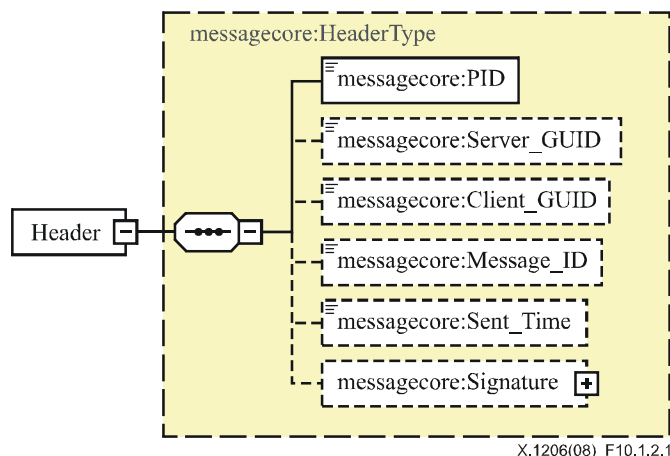 messagecore:HeaderType
messagecore:PID
messagecore:Server_GUID
messagecore:Client_GUID
Header
messagecore:Message_ID
messagecore:Sent_Time
messagecore:Signature
X.1206(08)_F10.1.2.1